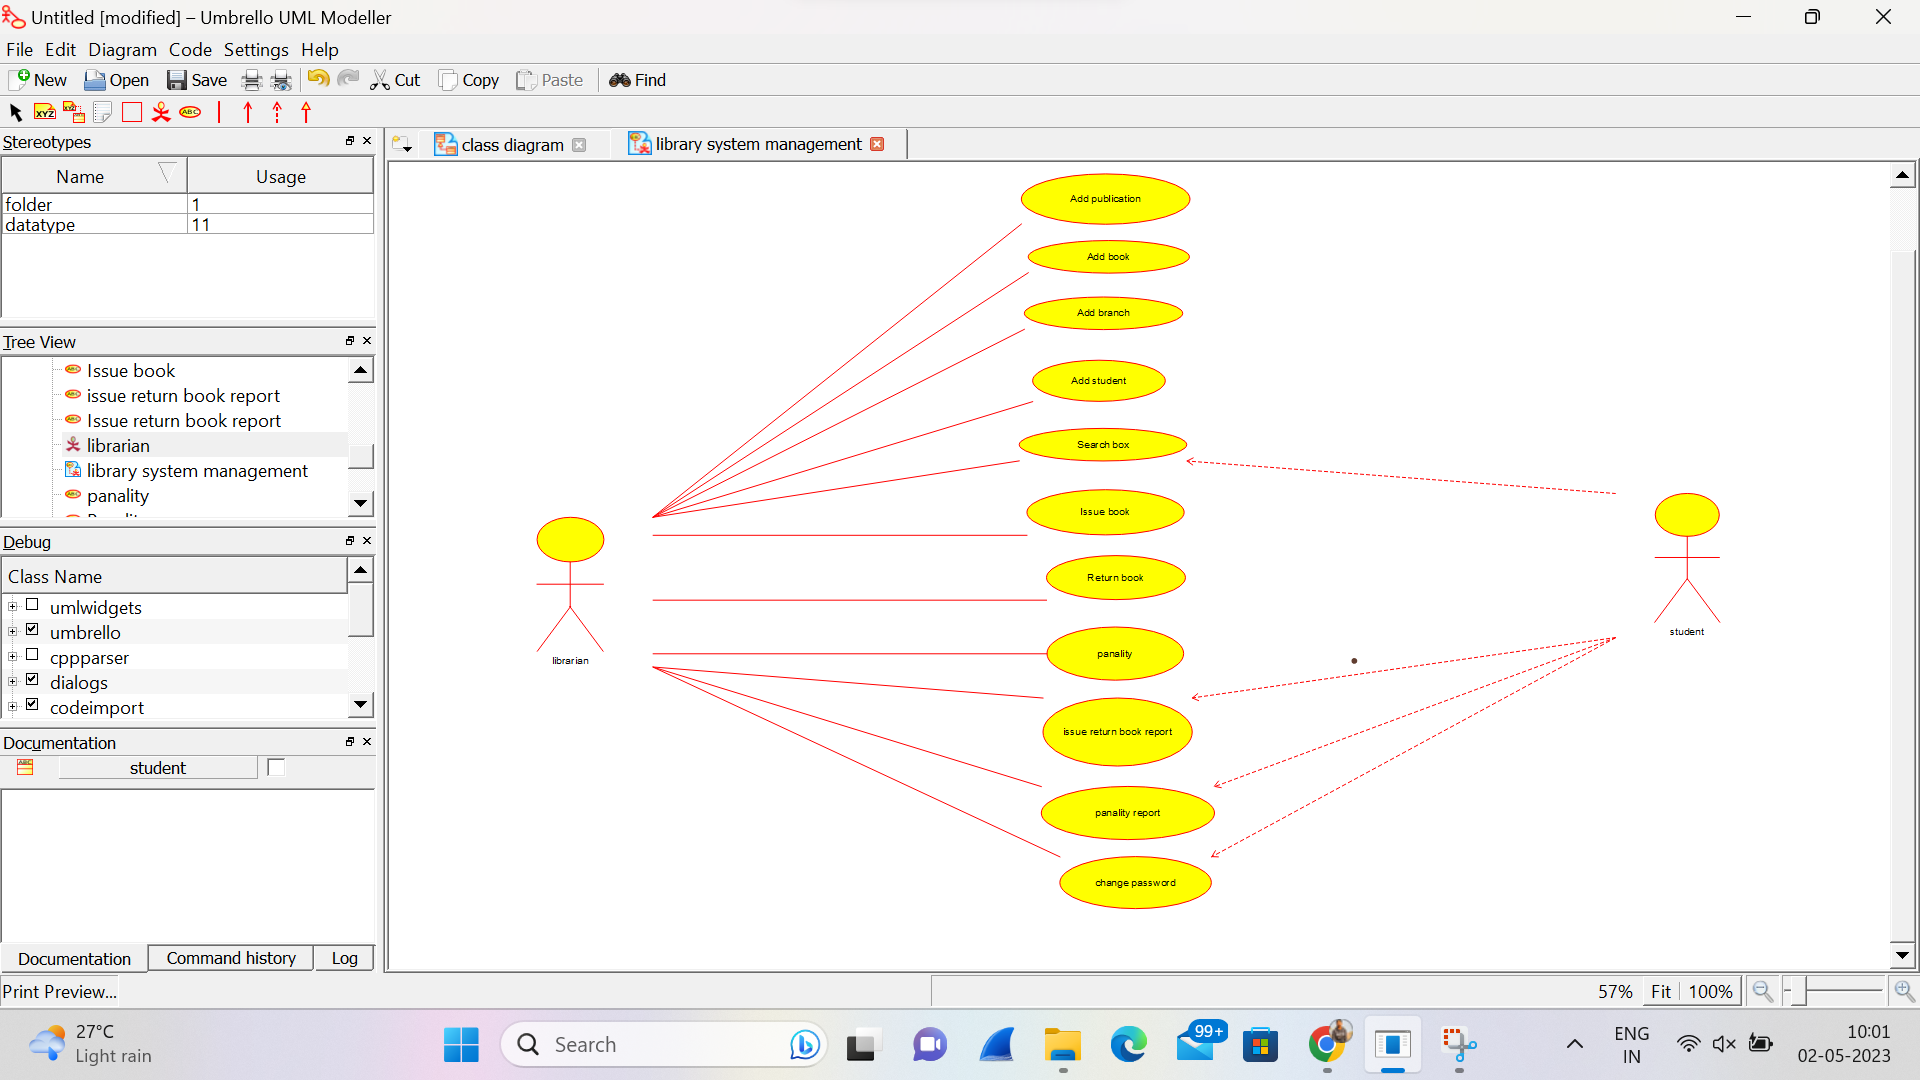 Untitled [modified] – Umbrello UML Modeller
File Edit Diagram Code Settings Help
New Open Save Cut Copy Paste Find
XYZ XYZ ABC
Stereotypes
Name Usage
folder 1
datatype 11
Tree View
Issue book
issue return book report
Issue return book report
librarian
library system management
panality
Debug
Class Name
umlwidgets
umbrello
cppparser
dialogs
codeimport
Documentation
student
Documentation Command history Log
class diagram library system management
Add publication
Add book
Add branch
Add student
Search box
Issue book
Return book
panality
issue return book report
panality report
change password
librarian
student
Print Preview...
57% Fit 100%
27°C
Light rain
Search
99+
ENG
IN
10:01
02-05-2023